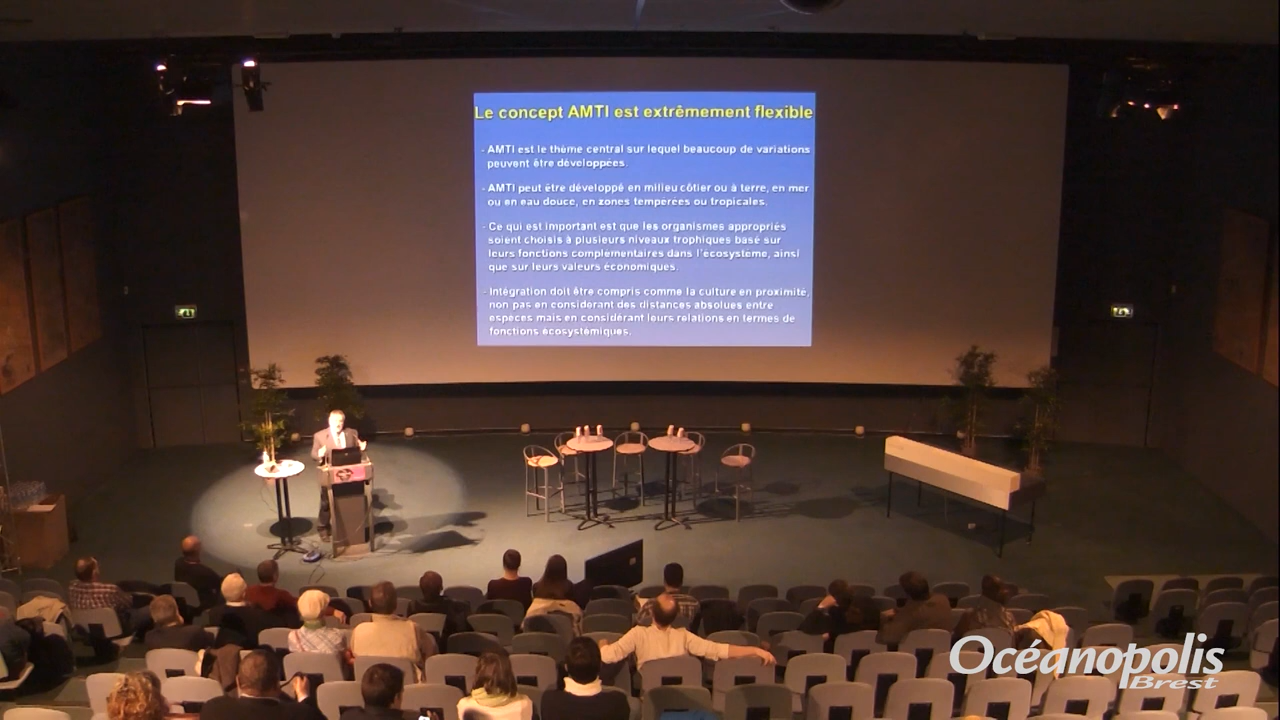 Le concept AMTI est extrêmement flexible
- AMTI est le thème central sur lequel beaucoup de variations
peuvent être développées.
- AMTI peut être développé en milieu côtier ou à terre, en mer
ou en eau douce, en zones tempérées ou tropicales.
- Ce qui est important est que les organismes appropriés
soient choisis à plusieurs niveaux trophiques basé sur
leurs fonctions complémentaires dans l'écosystème, ainsi
que sur leurs valeurs économiques.
- Intégration doit être compris comme la culture en proximité,
non pas en considérant des distances absolues entre
espèces mais en considérant leurs relations en termes de
fonctions écosystémiques.
Océanopolis
Brest